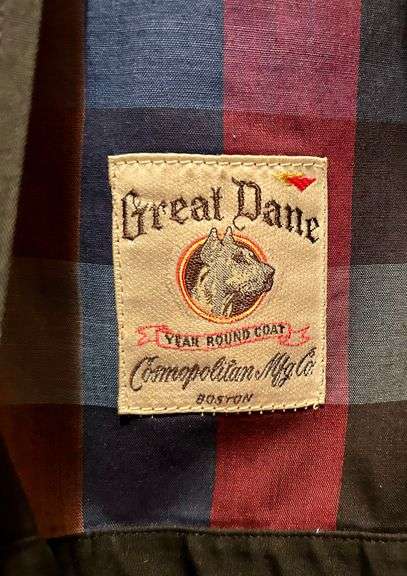 Great Dane
YEAR ROUND COAT
Cosmopolitan Mfg. Co.
BOSTON